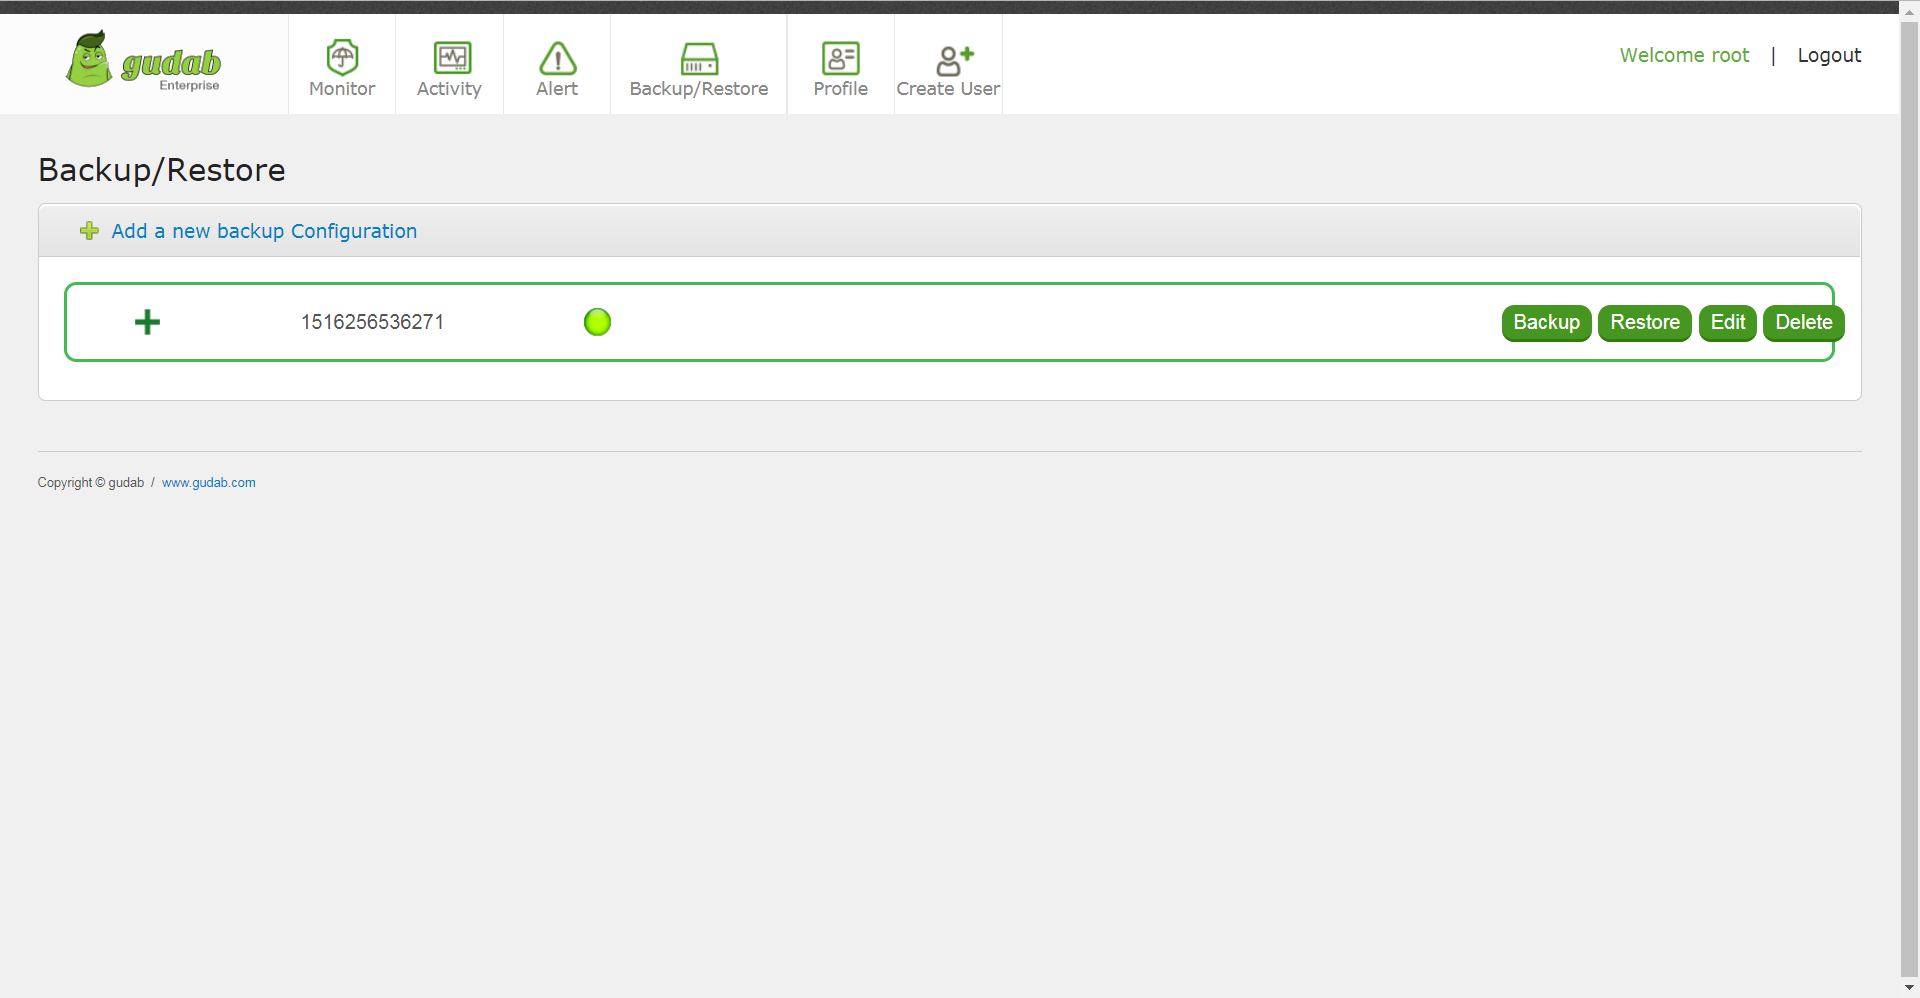 gudab
Enterprise
Monitor
Activity
Alert
Backup/Restore
Profile
Create User
Welcome root | Logout
Backup/Restore
Add a new backup Configuration
1516256536271 Backup Restore Edit Delete
Copyright © gudab / www.gudab.com